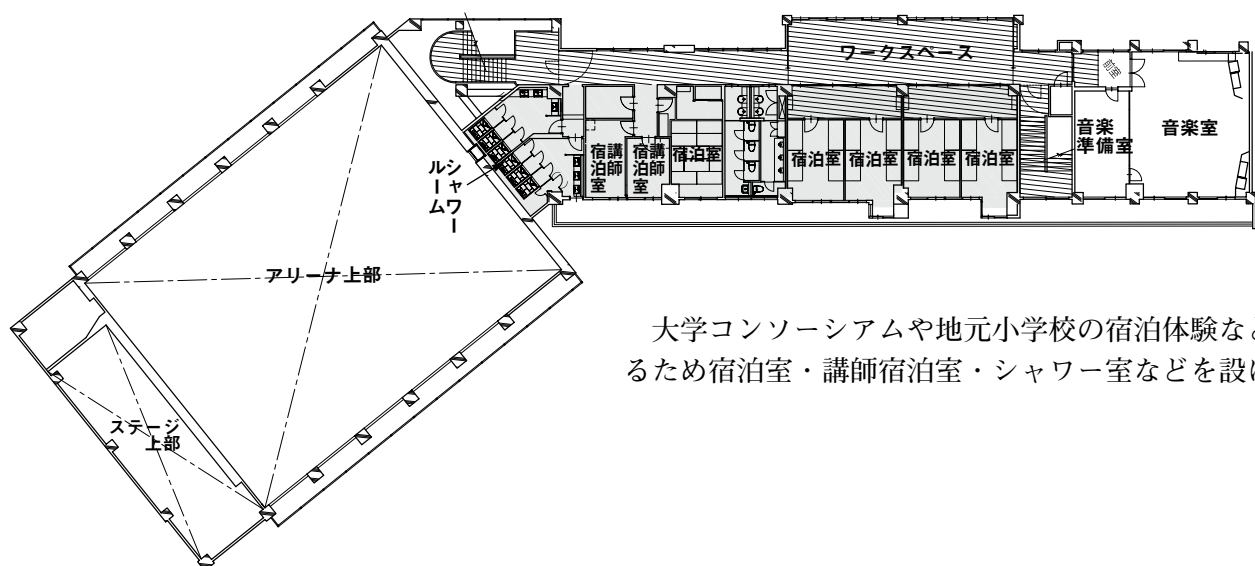 ワークスペース
前室
音楽室
音楽
準備室
講師
宿泊室
講師
宿泊室
宿泊室
宿泊室
宿泊室
宿泊室
宿泊室
シャワー
ルーム
アリーナ上部
ステージ
上部
大学コンソーシアムや地元小学校の宿泊体験など
るため宿泊室・講師宿泊室・シャワー室などを設け